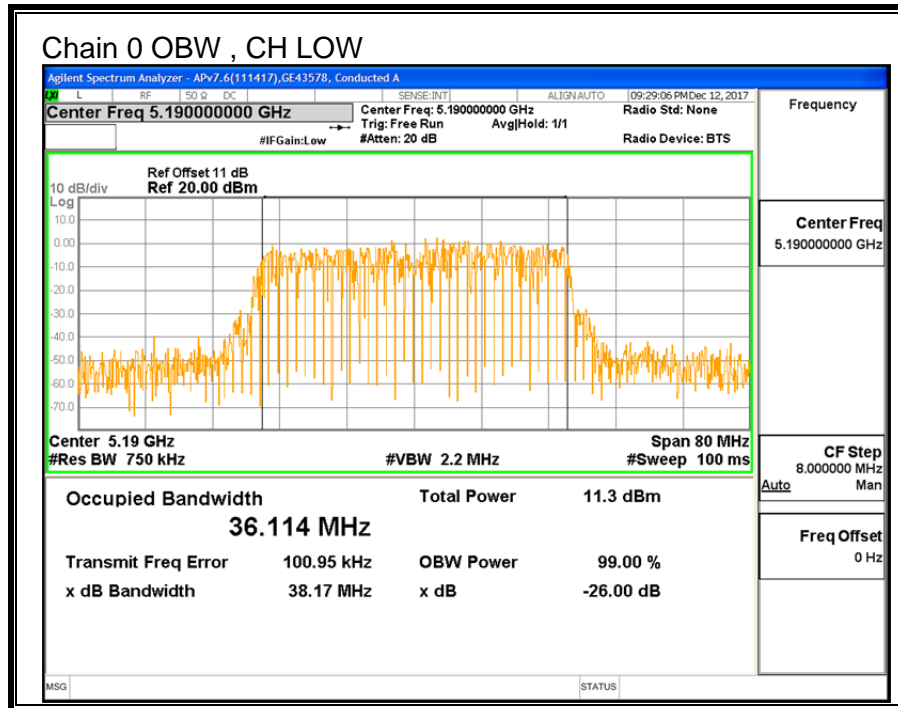 Chain 0 OBW , CH LOW
Agilent Spectrum Analyzer - APv7.6(111417),GE43578, Conducted A
LXI L RF 50 Ω DC SENSE:INT ALIGN AUTO 09:29:06 PM Dec 12, 2017
Center Freq 5.190000000 GHz
Center Freq: 5.190000000 GHz
Radio Std: None
Trig: Free Run Avg|Hold: 1/1
#IFGain:Low #Atten: 20 dB Radio Device: BTS
Ref Offset 11 dB
10 dB/div Ref 20.00 dBm
Log
10.0
0.00
-10.0
-20.0
-30.0
-40.0
-50.0
-60.0
-70.0
Center 5.19 GHz Span 80 MHz
#Res BW 750 kHz #VBW 2.2 MHz #Sweep 100 ms
Occupied Bandwidth Total Power 11.3 dBm
36.114 MHz
Transmit Freq Error 100.95 kHz OBW Power 99.00 %
x dB Bandwidth 38.17 MHz x dB -26.00 dB
MSG STATUS
Frequency
Center Freq
5.190000000 GHz
CF Step
8.000000 MHz
Auto Man
Freq Offset
0 Hz